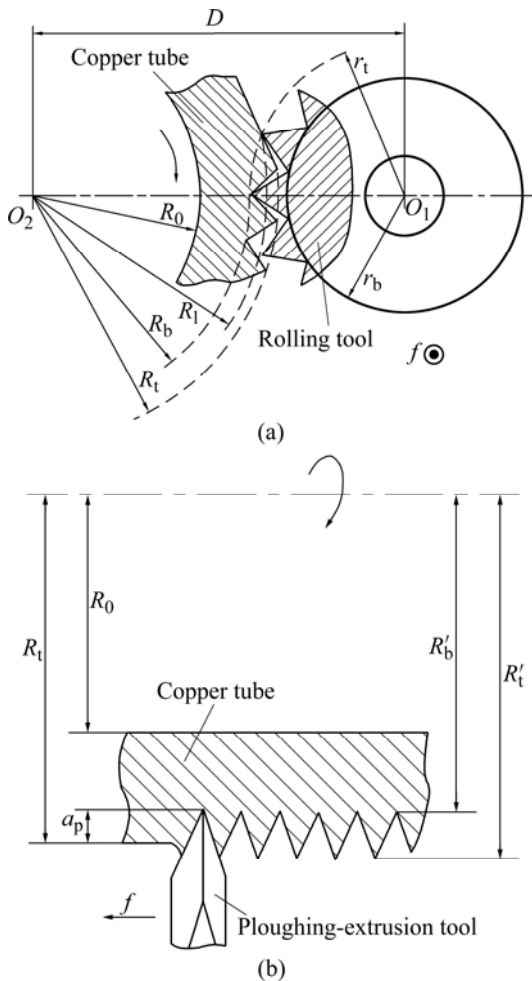 D
Copper tube
r_t
O_2
O_1
R_0
r_b
R_b
R_1
Rolling tool
R_t
f
(a)
R_0
R_t
R'_b
R'_t
Copper tube
a_p
f
Ploughing-extrusion tool
(b)